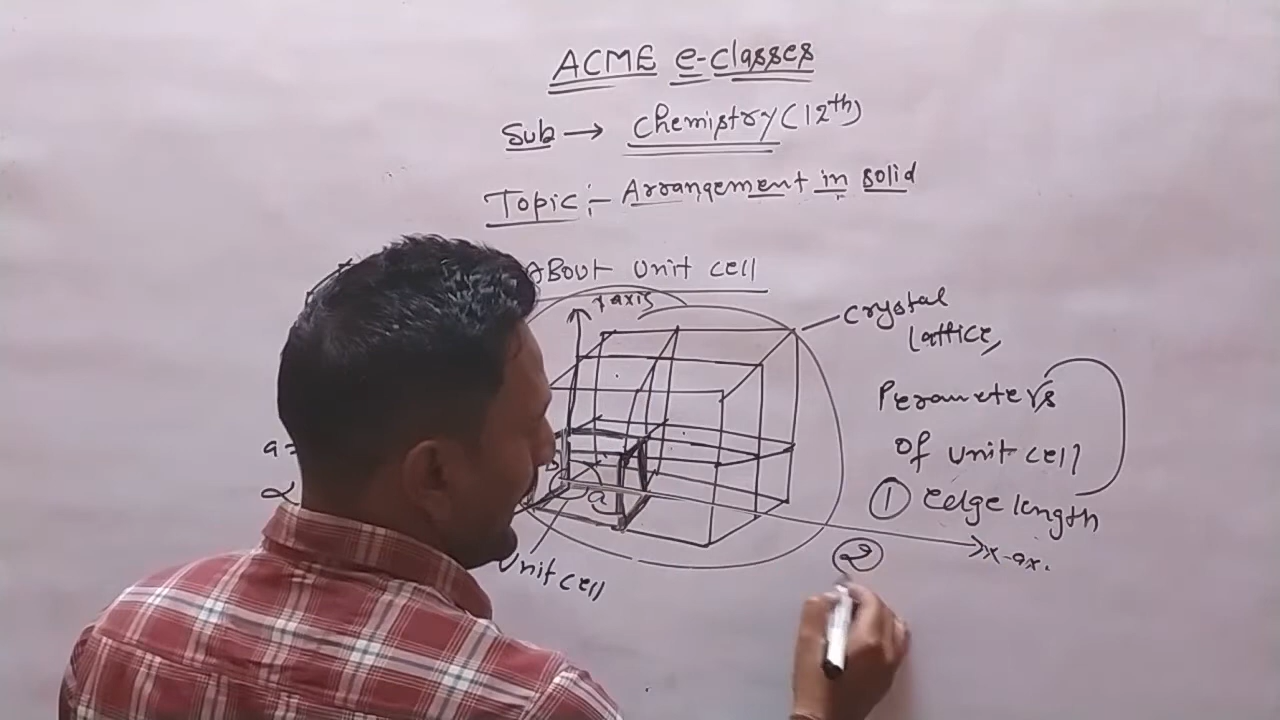 ACME e-classes
Sub → Chemistry (12th)
Topic :- Arrangement in solid
About unit cell
Y axis
crystal
lattice,
Perameters
of unit cell
① edge length
a
x-ax.
②
unit cell
a=